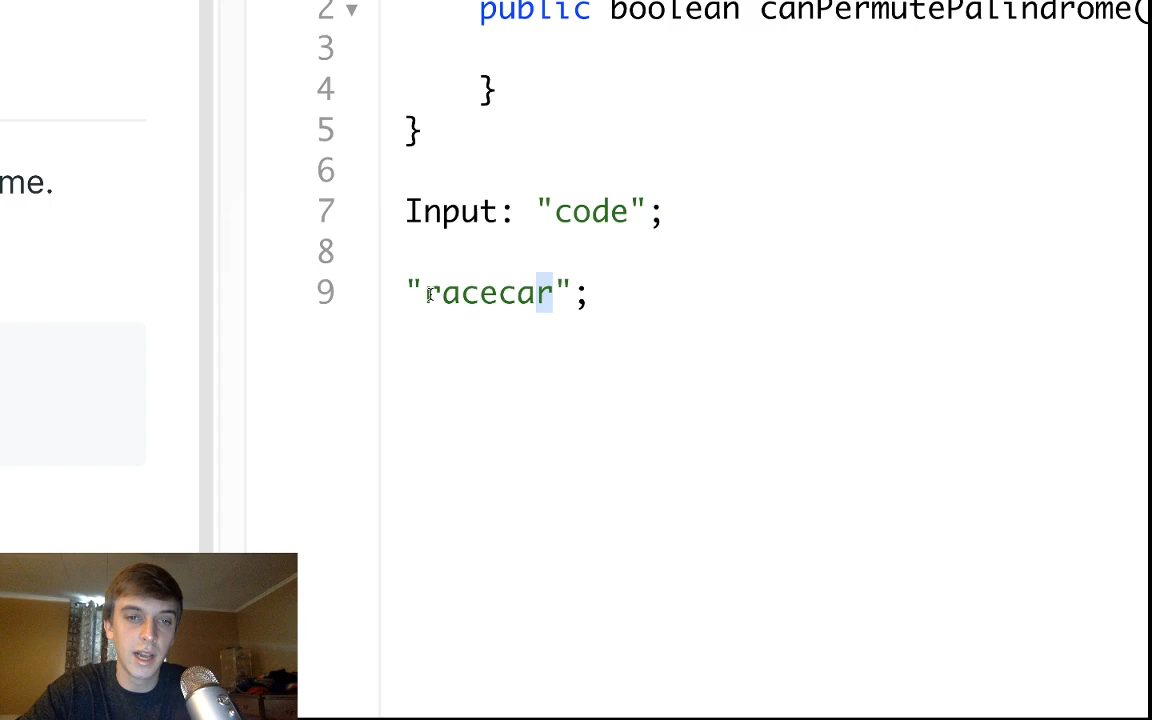 2 ▼ public boolean canPermutePalindrome(
3
4 }
5 }
6
me.
7 Input: "code";
8
9 "racecar";